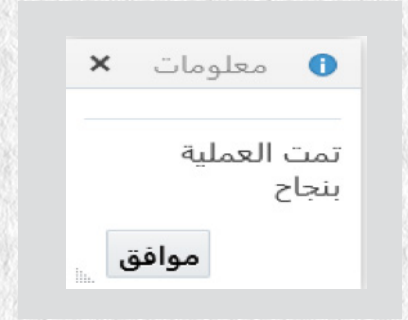 معلومات
تمت العملية
بنجاح
موافق